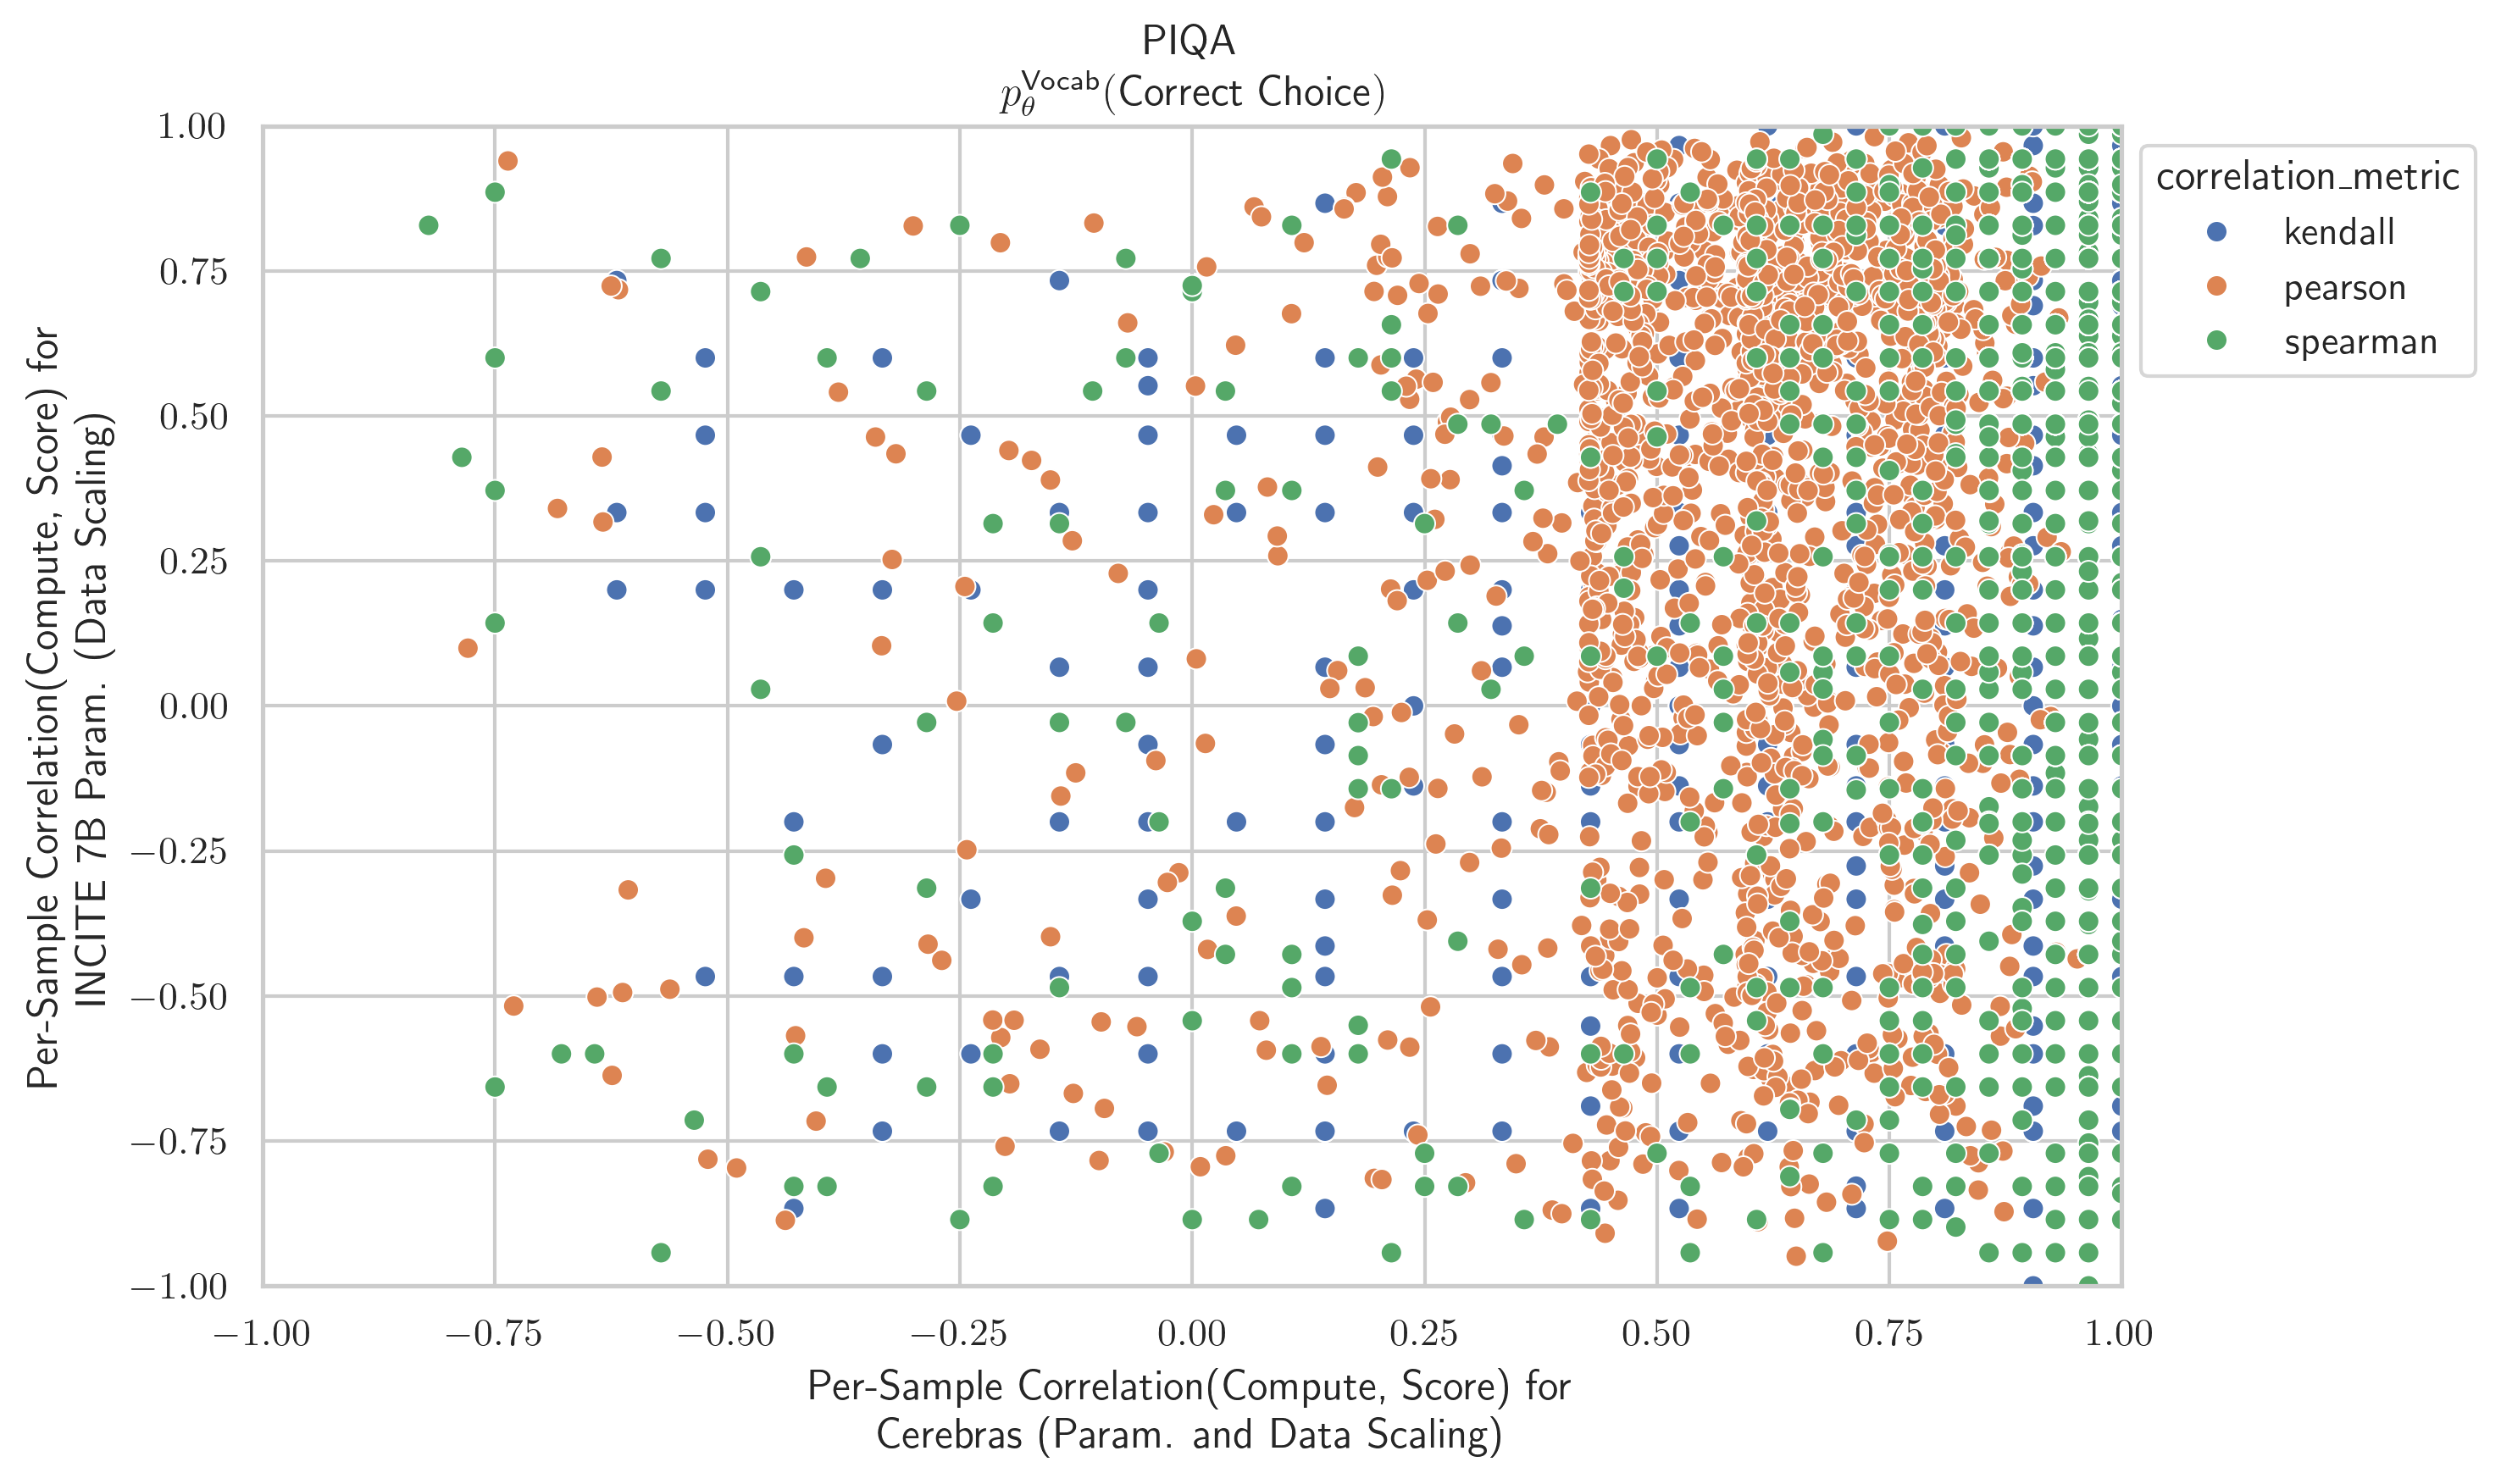 PIQA
p_θ^Vocab(Correct Choice)
Per-Sample Correlation(Compute, Score) for
INCITE 7B Param. (Data Scaling)
1.00
0.75
0.50
0.25
0.00
−0.25
−0.50
−0.75
−1.00
−1.00 −0.75 −0.50 −0.25 0.00 0.25 0.50 0.75 1.00
Per-Sample Correlation(Compute, Score) for
Cerebras (Param. and Data Scaling)
correlation_metric
kendall
pearson
spearman